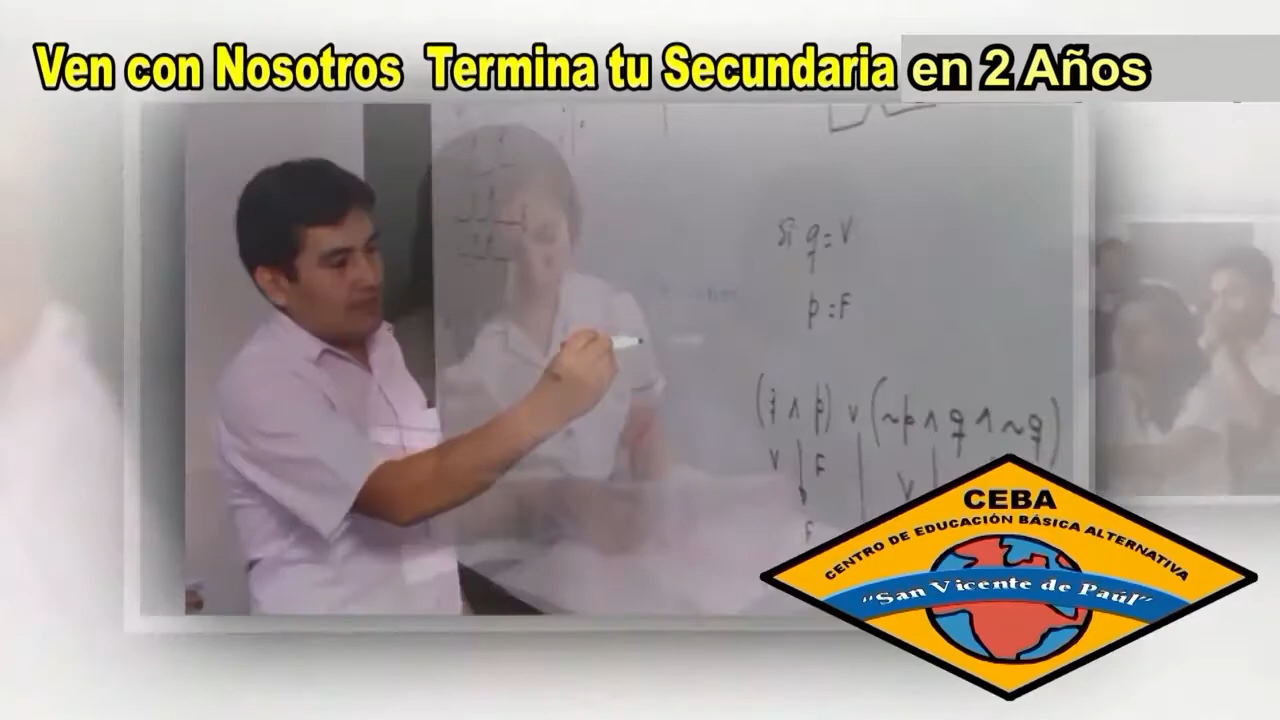 Ven con Nosotros Termina tu Secundaria en 2 Años
Si q=V
p=F
(q ∧ p) ∨ (~p ∧ q ∧ ~q)
V F V
F
CEBA
CENTRO DE EDUCACIÓN BÁSICA ALTERNATIVA
"San Vicente de Paúl"